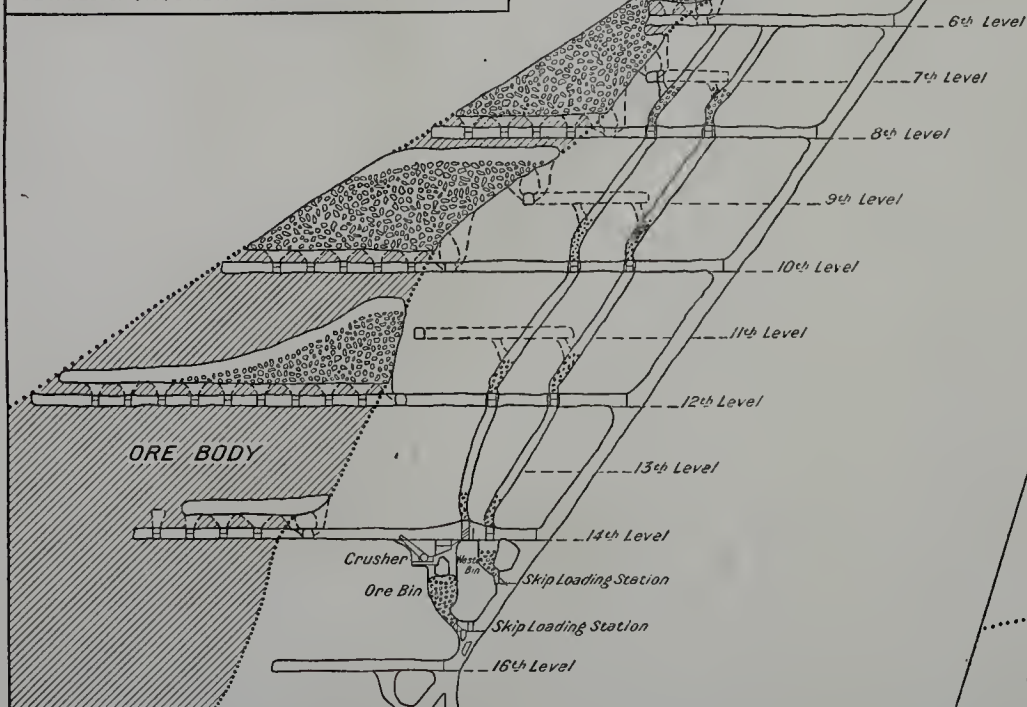 6th Level
7th Level
8th Level
9th Level
10th Level
11th Level
12th Level
ORE BODY
13th Level
14th Level
Crusher
Waste
Bin
Skip Loading Station
Ore Bin
Skip Loading Station
16th Level